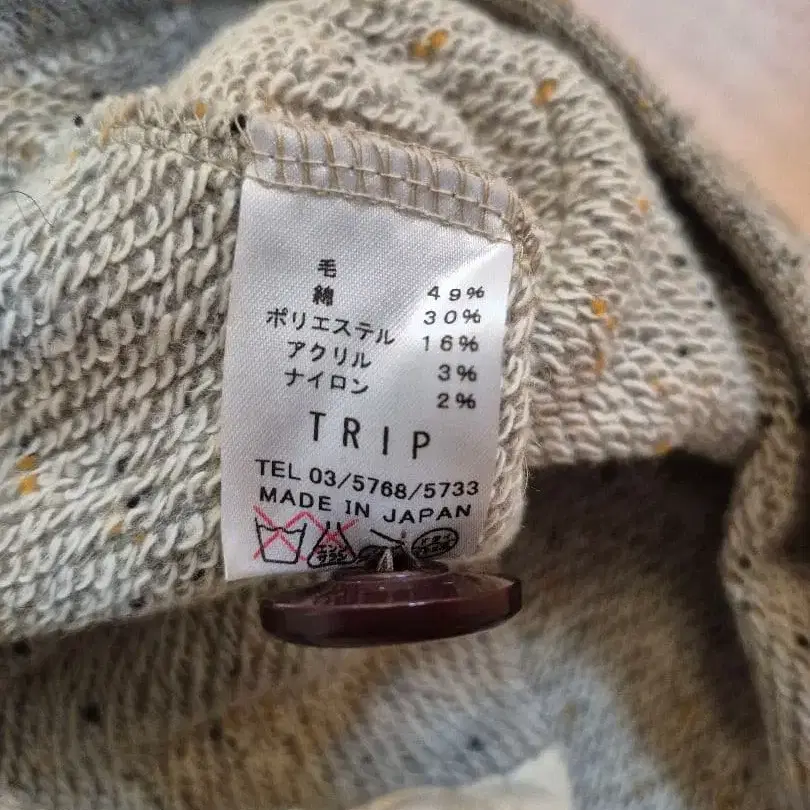 毛 49%
綿 30%
ポリエステル 16%
アクリル 3%
ナイロン 2%
TRIP
TEL 03/5768/5733
MADE IN JAPAN